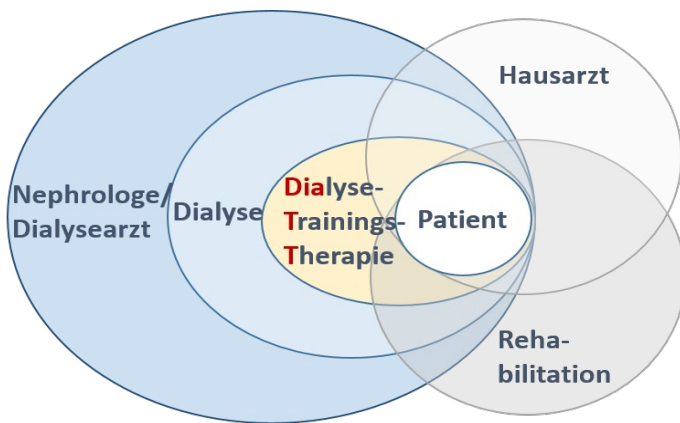 Hausarzt
Nephrologe/
Dialysearzt
Dialyse
Dialyse-
Trainings-
Therapie
Patient
Reha-
bilitation